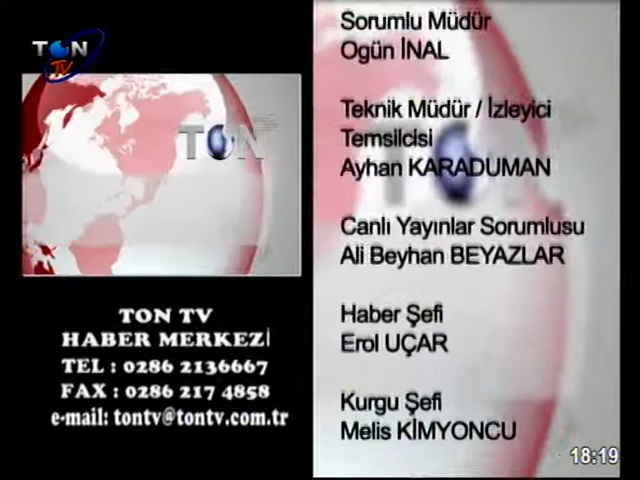 TON
TV
TON
TON TV
HABER MERKEZİ
TEL : 0286 2136667
FAX : 0286 217 4858
e-mail: tontv@tontv.com.tr
Sorumlu Müdür
Ogün İNAL
Teknik Müdür / İzleyici
Temsilcisi
Ayhan KARADUMAN
Canlı Yayınlar Sorumlusu
Ali Beyhan BEYAZLAR
Haber Şefi
Erol UÇAR
Kurgu Şefi
Melis KİMYONCU
18:19